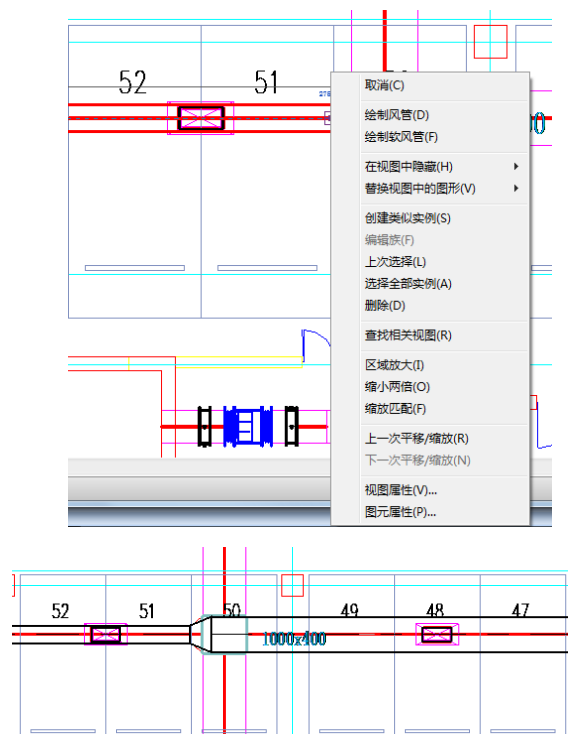 52
51
取消(C)
绘制风管(D)
绘制软风管(F)
在视图中隐藏(H)
替换视图中的图形(V)
创建类似实例(S)
编辑族(F)
上次选择(L)
选择全部实例(A)
删除(D)
查找相关视图(R)
区域放大(I)
缩小两倍(O)
缩放匹配(F)
上一次平移/缩放(R)
下一次平移/缩放(N)
视图属性(V)...
图元属性(P)...
52 51 50 49 48 47
1000x400